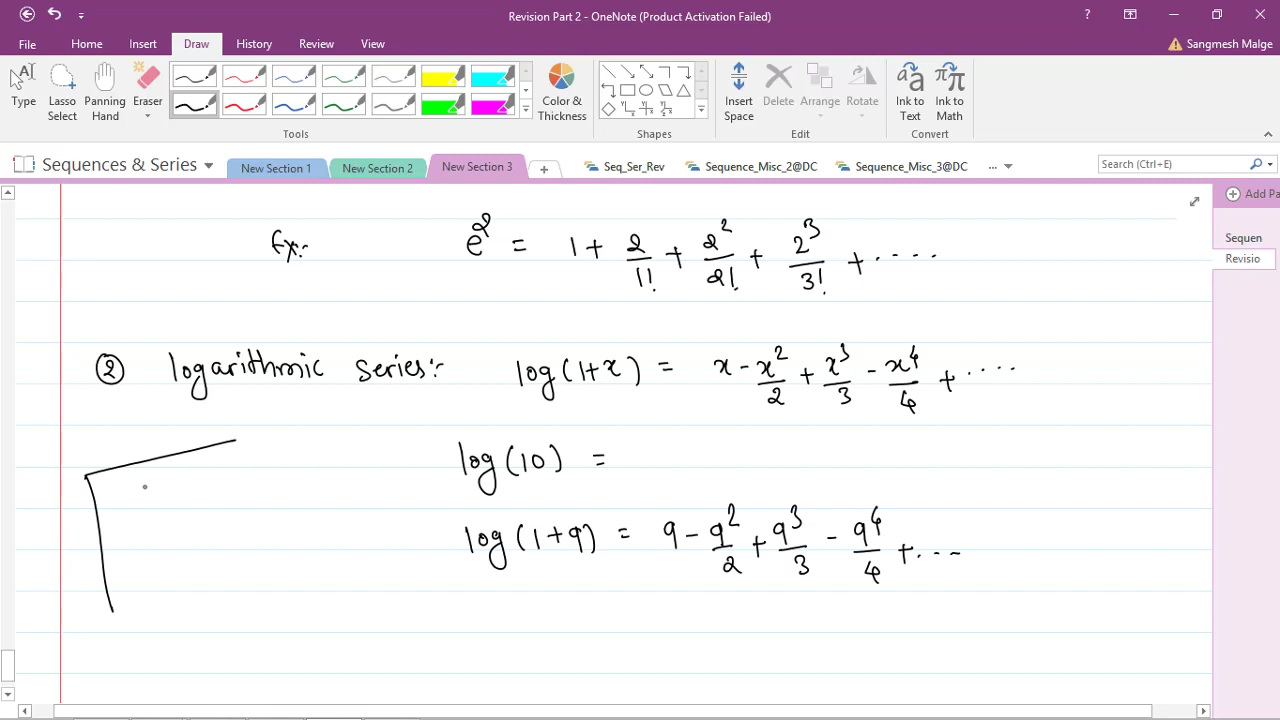 Revision Part 2 - OneNote (Product Activation Failed)
File Home Insert Draw History Review View Sangmesh Malge
Type Lasso Select Panning Hand Eraser Color & Thickness Insert Space Delete Arrange Rotate Ink to Text Ink to Math
Tools Shapes Edit Convert
Sequences & Series New Section 1 New Section 2 New Section 3 Seq_Ser_Rev Sequence_Misc_2@DC Sequence_Misc_3@DC ... Search (Ctrl+E)
Add Pa
Sequen
Revisio
Ex:- e^2 = 1 + 2/1! + 2^2/2! + 2^3/3! + ....
② logarithmic series:- log(1+x) = x - x^2/2 + x^3/3 - x^4/4 + ....
log(10) =
log(1+9) = 9 - 9^2/2 + 9^3/3 - 9^4/4 + ...